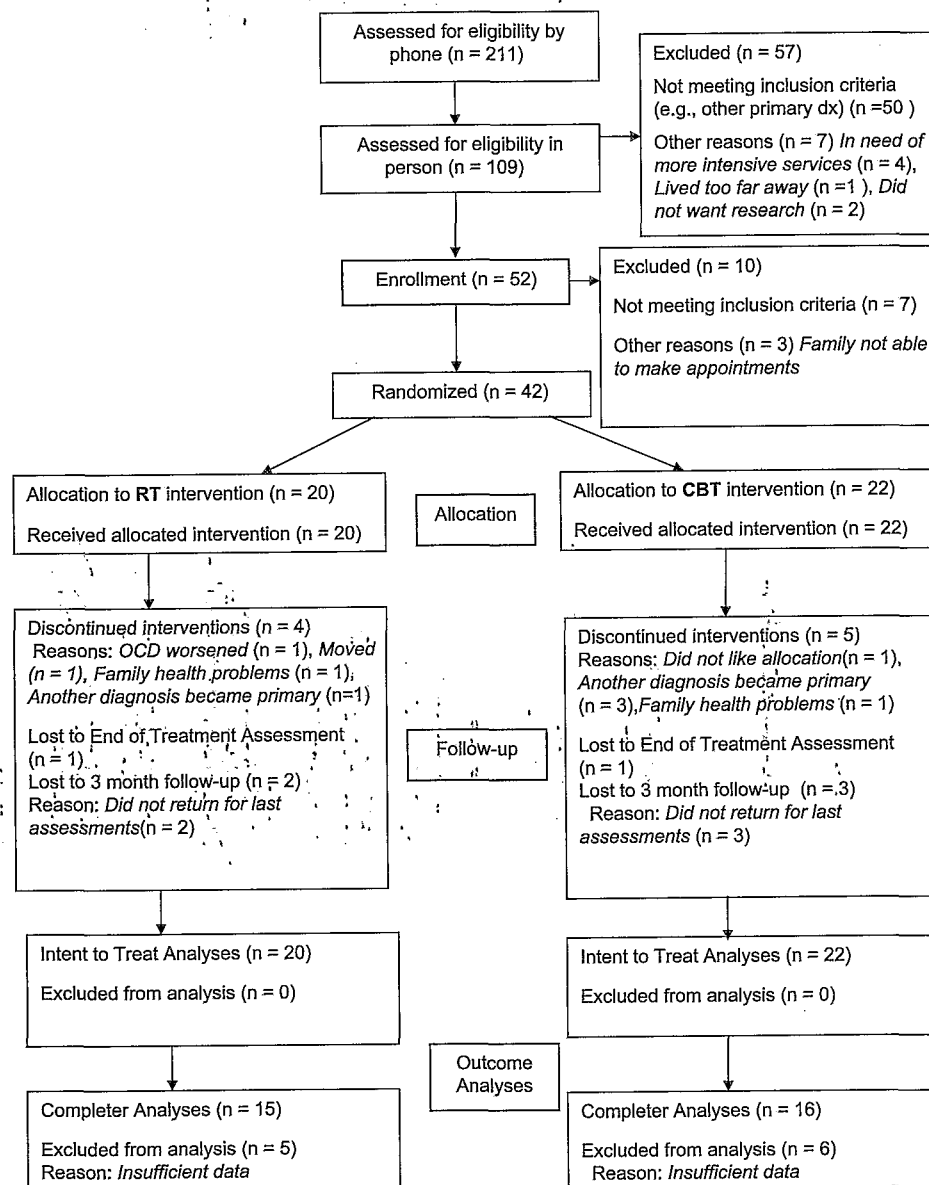 Assessed for eligibility by
phone (n = 211)
Excluded (n = 57)
Not meeting inclusion criteria
(e.g., other primary dx) (n =50 )
Other reasons (n = 7) In need of
more intensive services (n = 4),
Lived too far away (n =1 ), Did
not want research (n = 2)
Assessed for eligibility in
person (n = 109)
Enrollment (n = 52)
Excluded (n = 10)
Not meeting inclusion criteria (n = 7)
Other reasons (n = 3) Family not able
to make appointments
Randomized (n = 42)
Allocation to RT intervention (n = 20)
Received allocated intervention (n = 20)
Allocation
Allocation to CBT intervention (n = 22)
Received allocated intervention (n = 22)
Discontinued interventions (n = 4)
Reasons: OCD worsened (n = 1), Moved
(n = 1), Family health problems (n = 1),
Another diagnosis became primary (n=1)
Lost to End of Treatment Assessment
(n = 1)
Lost to 3 month follow-up (n = 2)
Reason: Did not return for last
assessments(n = 2)
Follow-up
Discontinued interventions (n = 5)
Reasons: Did not like allocation(n = 1),
Another diagnosis became primary
(n = 3),Family health problems (n = 1)
Lost to End of Treatment Assessment
(n = 1)
Lost to 3 month follow-up (n = 3)
Reason: Did not return for last
assessments (n = 3)
Intent to Treat Analyses (n = 20)
Excluded from analysis (n = 0)
Intent to Treat Analyses (n = 22)
Excluded from analysis (n = 0)
Outcome
Analyses
Completer Analyses (n = 15)
Excluded from analysis (n = 5)
Reason: Insufficient data
Completer Analyses (n = 16)
Excluded from analysis (n = 6)
Reason: Insufficient data